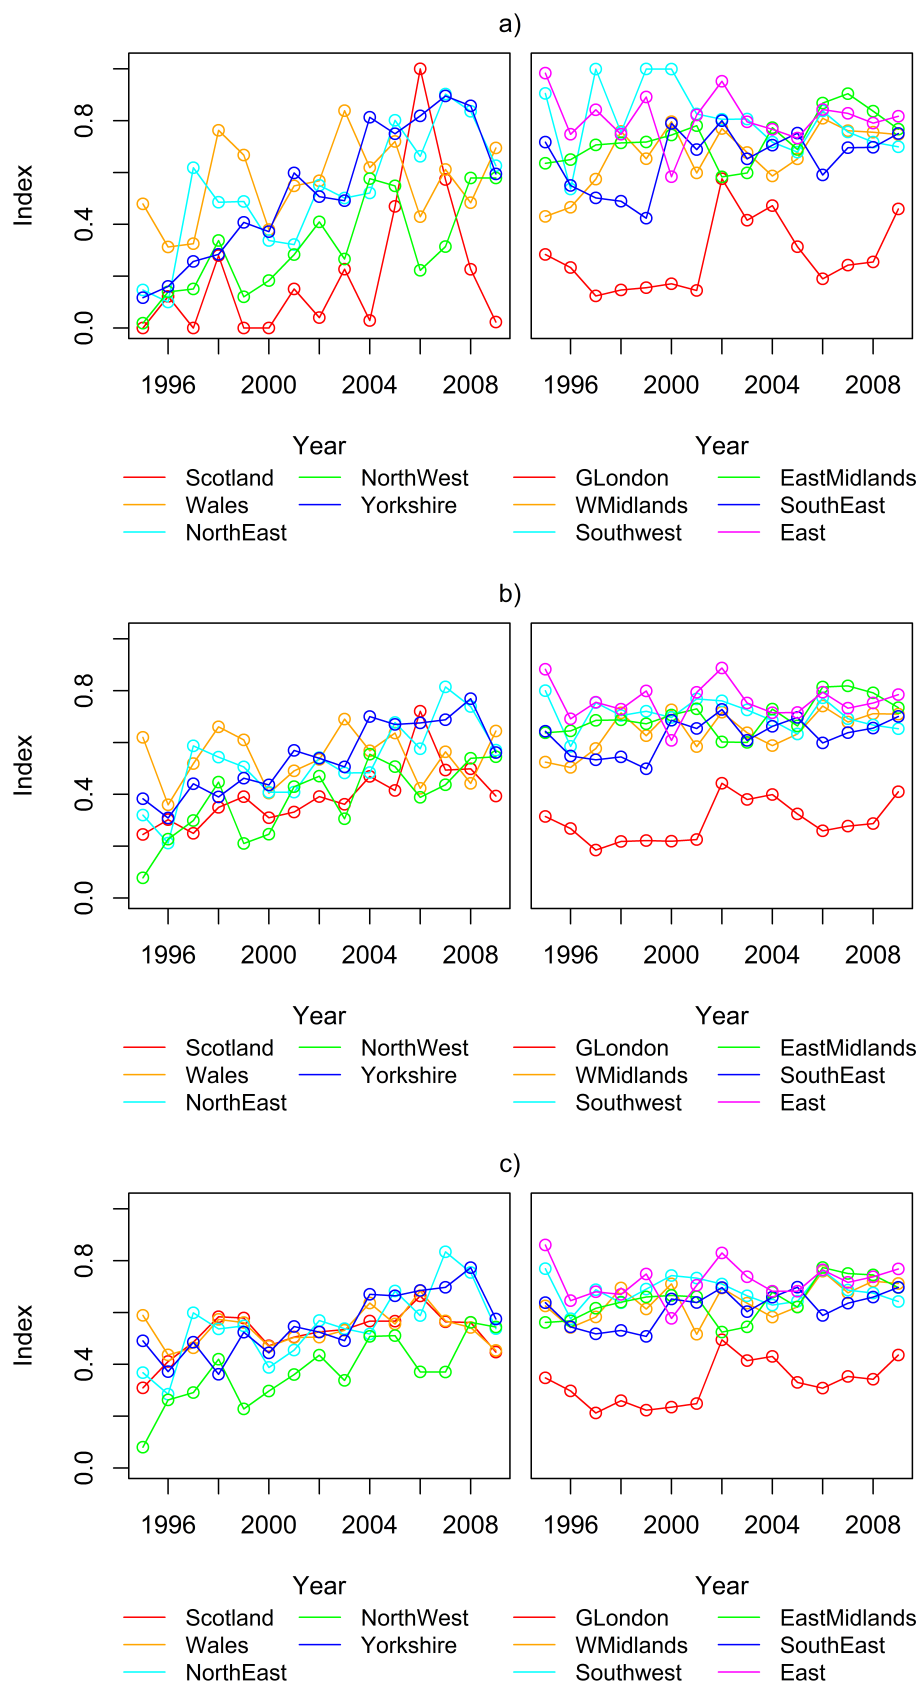 a)
Index
0.0 0.4 0.8
1996 2000 2004 2008 1996 2000 2004 2008
Year Year
Scotland NorthWest GLondon EastMidlands
Wales Yorkshire WMidlands SouthEast
NorthEast Southwest East
b)
Index
0.0 0.4 0.8
1996 2000 2004 2008 1996 2000 2004 2008
Year Year
Scotland NorthWest GLondon EastMidlands
Wales Yorkshire WMidlands SouthEast
NorthEast Southwest East
c)
Index
0.0 0.4 0.8
1996 2000 2004 2008 1996 2000 2004 2008
Year Year
Scotland NorthWest GLondon EastMidlands
Wales Yorkshire WMidlands SouthEast
NorthEast Southwest East